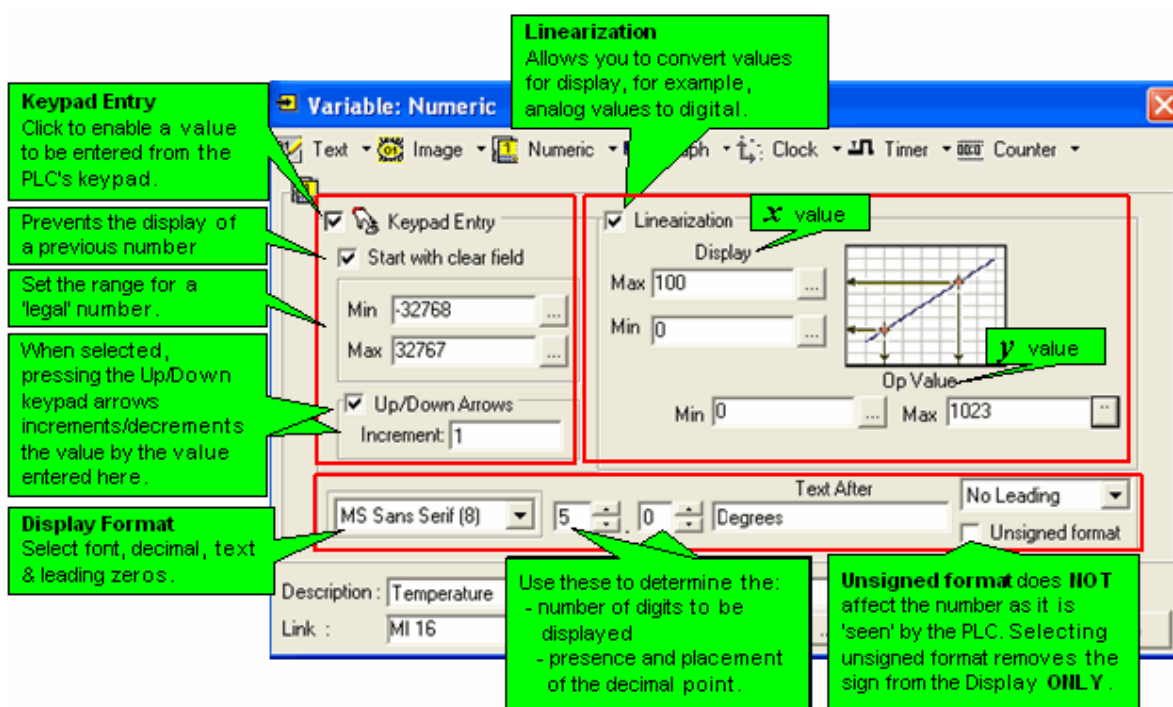 Linearization
Allows you to convert values
for display, for example,
analog values to digital.
Keypad Entry
Click to enable a value
to be entered from the
PLC's keypad.
Variable: Numeric
Text Image Numeric Clock Timer Counter
Prevents the display of
a previous number
Keypad Entry
Start with clear field
Linearization
x value
Display
Max 100 ...
Min 0 ...
Set the range for a
'legal' number.
Min -32768 ...
Max 32767 ...
y value
Op Value
Min 0 ... Max 1023
When selected,
pressing the Up/Down
keypad arrows
increments/decrements
the value by the value
entered here.
Up/Down Arrows
Increment: 1
Display Format
Select font, decimal, text
& leading zeros.
MS Sans Serif (8) 5 . 0
Text After
Degrees
No Leading
Unsigned format
Use these to determine the:
- number of digits to be
displayed
- presence and placement
of the decimal point.
Unsigned format does NOT
affect the number as it is
'seen' by the PLC. Selecting
unsigned format removes the
sign from the Display ONLY.
Description : Temperature
Link : MI 16